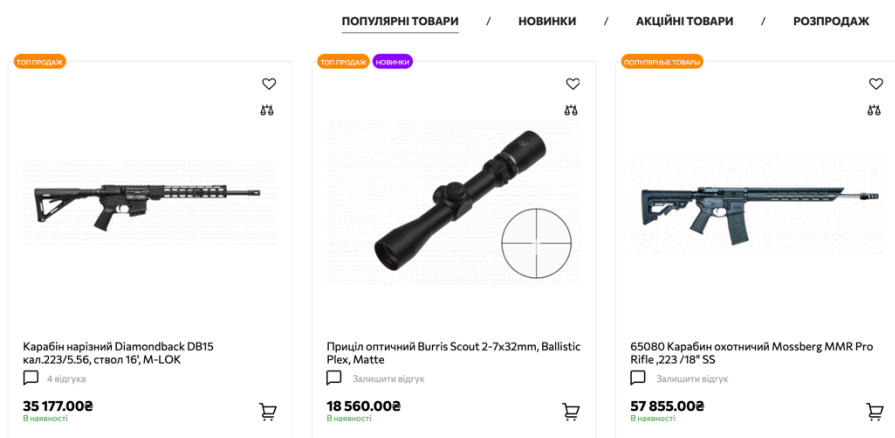 ПОПУЛЯРНІ ТОВАРИ / НОВИНКИ / АКЦІЙНІ ТОВАРИ / РОЗПРОДАЖ
ТОП ПРОДАЖ
ТОП ПРОДАЖ НОВИНКИ
ПОПУЛЯРНЫЕ ТОВАРЫ
Карабін нарізний Diamondback DB15
кал.223/5.56, ствол 16', M-LOK
4 відгука
35 177.00₴
В наявності
Приціл оптичний Burris Scout 2-7x32mm, Ballistic
Plex, Matte
Залишити відгук
18 560.00₴
В наявності
65080 Карабин охотничий Mossberg MMR Pro
Rifle ,223 /18" SS
Залишити відгук
57 855.00₴
В наявності